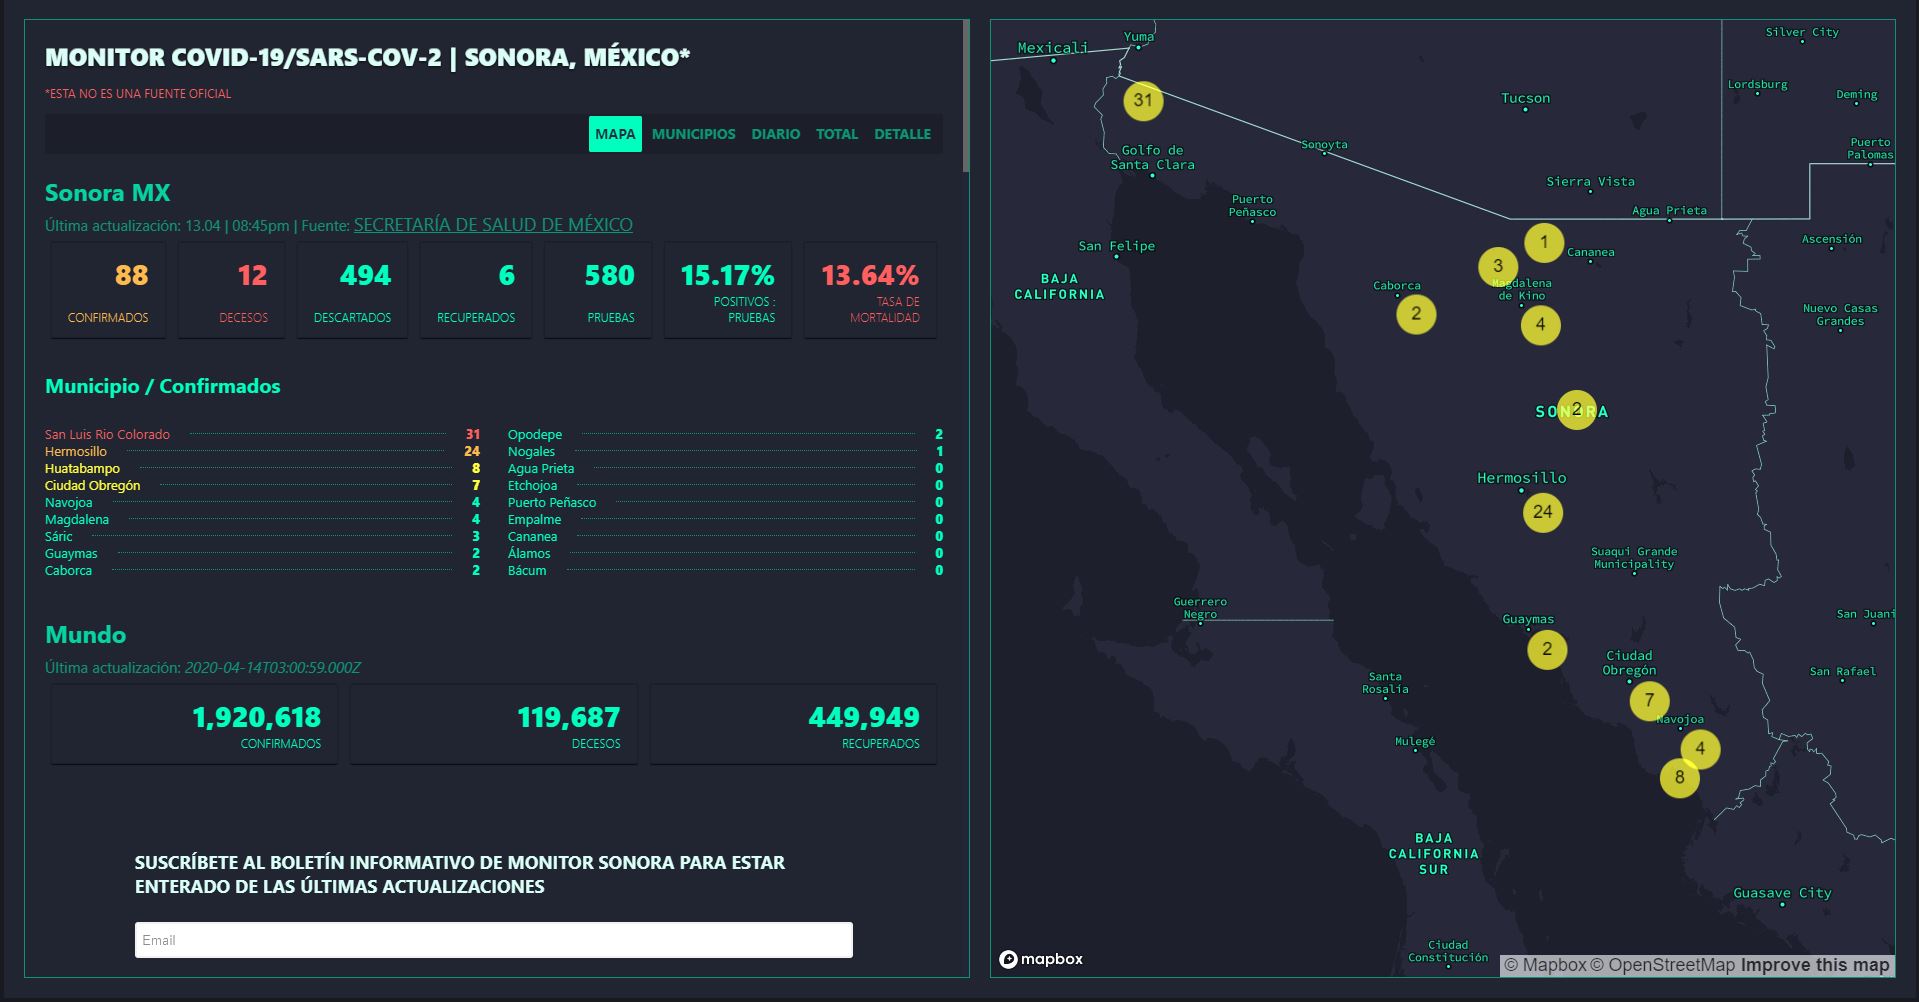 MONITOR COVID-19/SARS-COV-2 | SONORA, MÉXICO*
*ESTA NO ES UNA FUENTE OFICIAL
MAPA MUNICIPIOS DIARIO TOTAL DETALLE
Sonora MX
Última actualización: 13.04 | 08:45pm | Fuente: SECRETARÍA DE SALUD DE MÉXICO
88
CONFIRMADOS
12
DECESOS
494
DESCARTADOS
6
RECUPERADOS
580
PRUEBAS
15.17%
POSITIVOS :
PRUEBAS
13.64%
TASA DE
MORTALIDAD
Municipio / Confirmados
San Luis Rio Colorado 31
Hermosillo 24
Huatabampo 8
Ciudad Obregón 7
Navojoa 4
Magdalena 4
Sáric 3
Guaymas 2
Caborca 2
Opodepe 2
Nogales 1
Agua Prieta 0
Etchojoa 0
Puerto Peñasco 0
Empalme 0
Cananea 0
Álamos 0
Bácum 0
Mundo
Última actualización: 2020-04-14T03:00:59.000Z
1,920,618
CONFIRMADOS
119,687
DECESOS
449,949
RECUPERADOS
SUSCRÍBETE AL BOLETÍN INFORMATIVO DE MONITOR SONORA PARA ESTAR
ENTERADO DE LAS ÚLTIMAS ACTUALIZACIONES
Email
Silver City
Yuma
Mexicali
Lordsburg
Deming
Tucson
31
Puerto
Palomas
Sonoyta
Golfo de
Santa Clara
Sierra Vista
Puerto
Peñasco
Agua Prieta
Ascensión
San Felipe
1
Cananea
3
BAJA
CALIFORNIA
Magdalena
de Kino
Caborca
2
4
Nuevo Casas
Grandes
SONORA
2
Hermosillo
24
Suaqui Grande
Municipality
Guerrero
Negro
Guaymas
San Juani
2
Ciudad
Obregón
San Rafael
Santa
Rosalía
7
Navojoa
Mulegé
4
8
BAJA
CALIFORNIA
SUR
Guasave City
Ciudad
Constitución
mapbox
© Mapbox © OpenStreetMap Improve this map